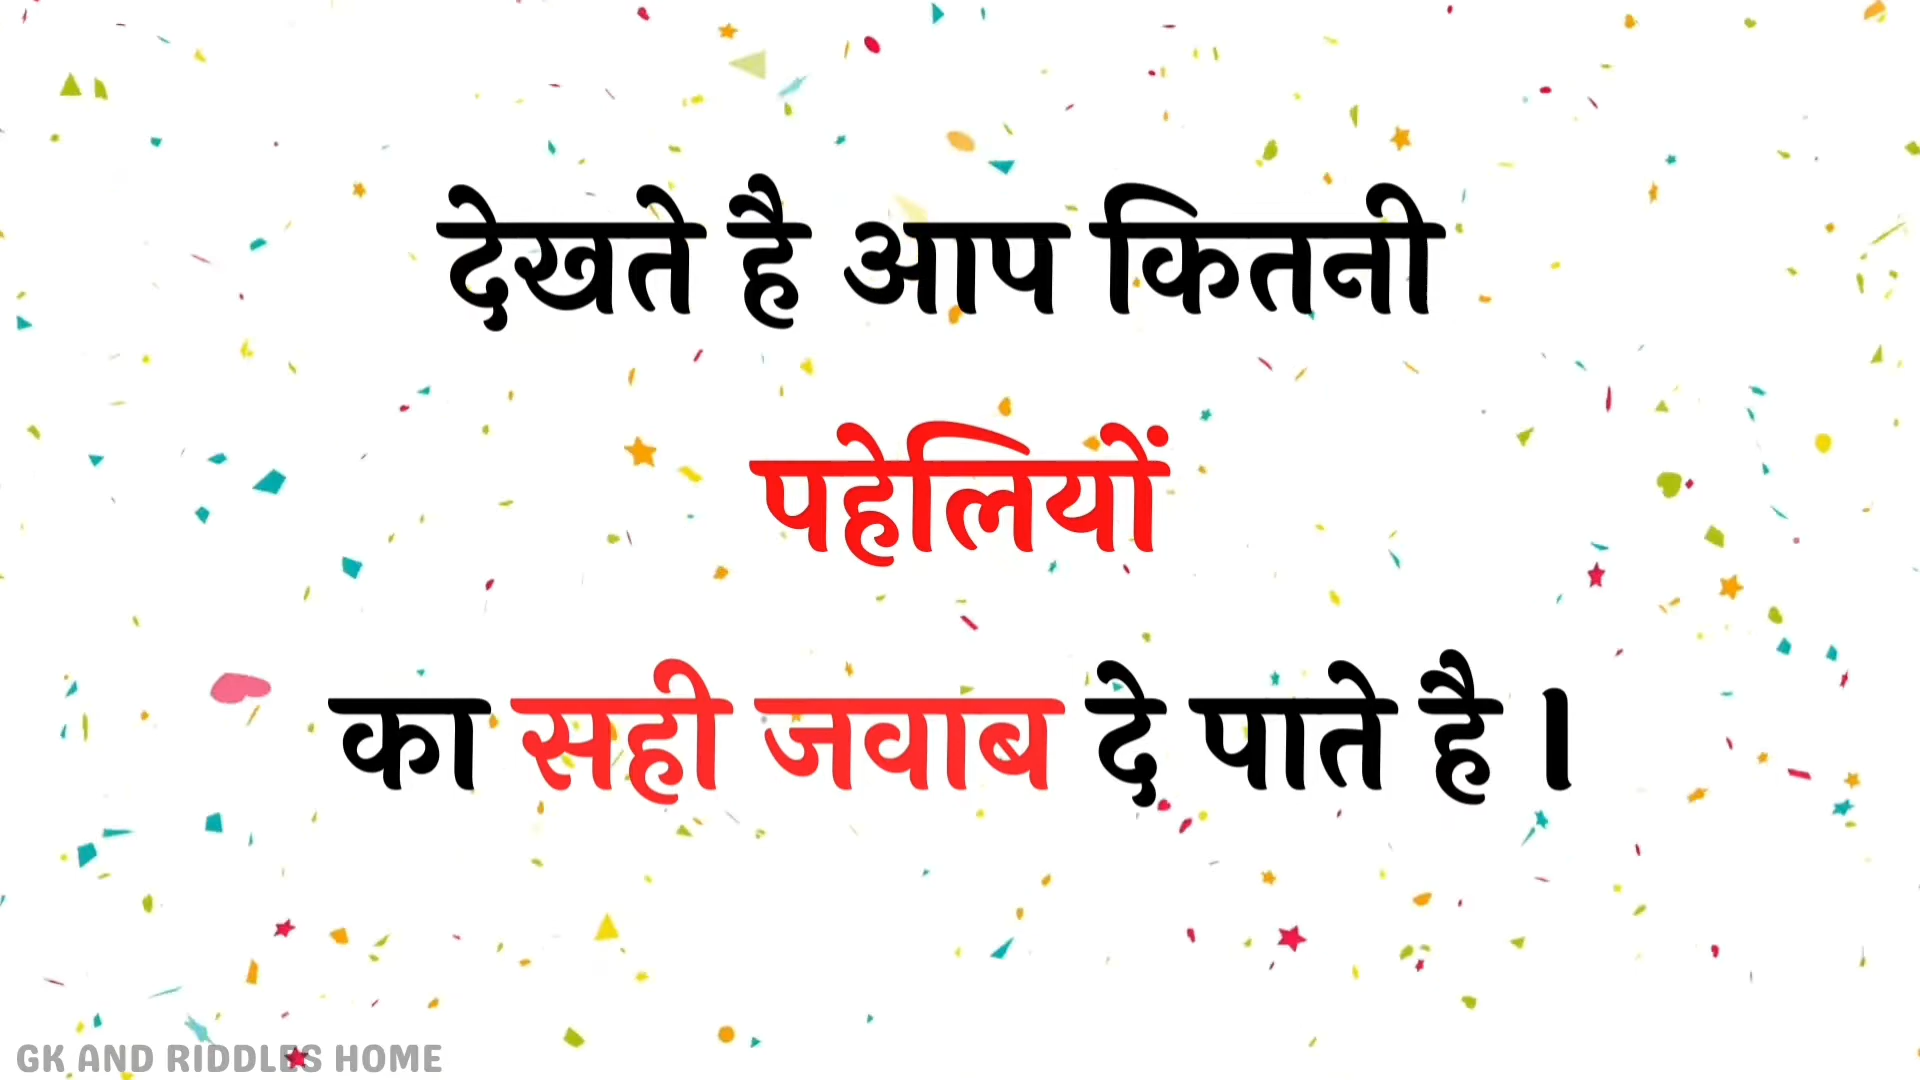 देखते है आप कितनी
पहेलियों
का सही जवाब दे पाते है ।
GK AND RIDDLES HOME